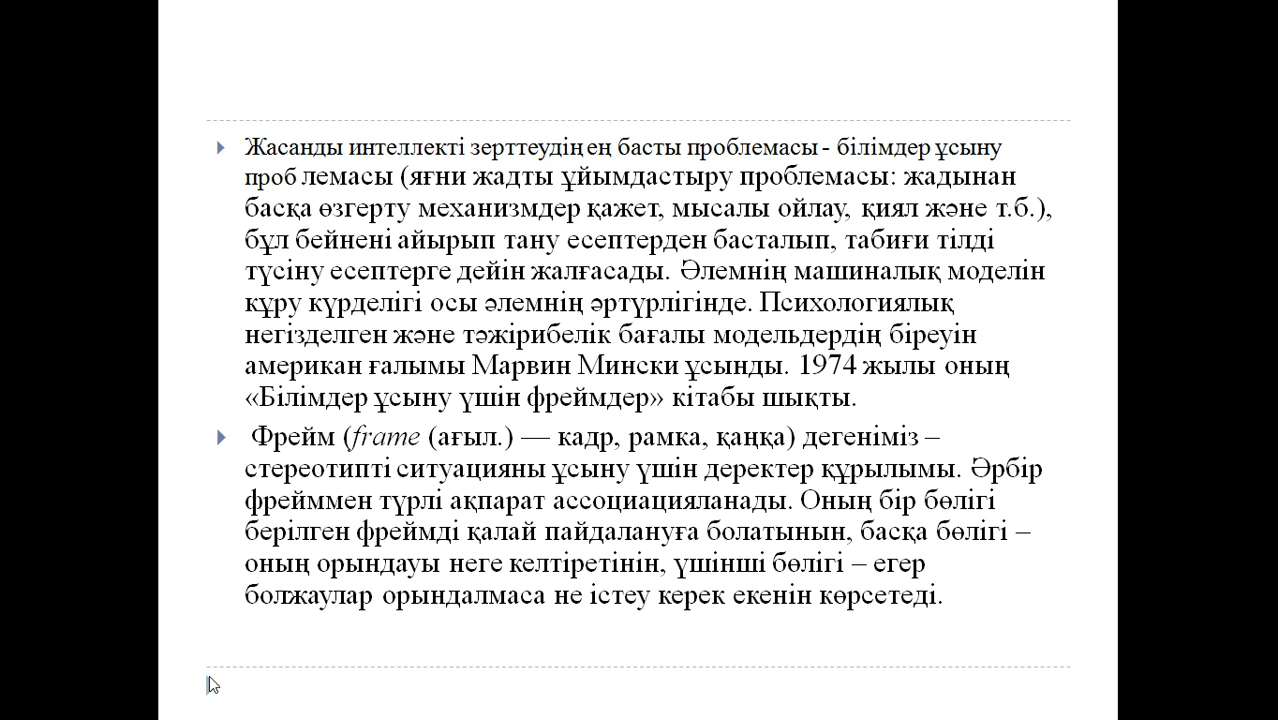 Жасанды интеллекті зерттеудің ең басты проблемасы - білімдер ұсыну
проб лемасы (яғни жадты ұйымдастыру проблемасы: жадынан
басқа өзгерту механизмдер қажет, мысалы ойлау, қиял және т.б.),
бұл бейнені айырып тану есептерден басталып, табиғи тілді
түсіну есептерге дейін жалғасады. Әлемнің машиналық моделін
құру күрделігі осы әлемнің әртүрлігінде. Психологиялық
негізделген және тәжірибелік бағалы модельдердің біреуін
американ ғалымы Марвин Мински ұсынды. 1974 жылы оның
«Білімдер ұсыну үшін фреймдер» кітабы шықты.
Фрейм (frame (ағыл.) — кадр, рамка, қаңқа) дегеніміз –
стереотипті ситуацияны ұсыну үшін деректер құрылымы. Әрбір
фрейммен түрлі ақпарат ассоциацияланады. Оның бір бөлігі
берілген фреймді қалай пайдалануға болатынын, басқа бөлігі –
оның орындауы неге келтіретінін, үшінші бөлігі – егер
болжаулар орындалмаса не істеу керек екенін көрсетеді.